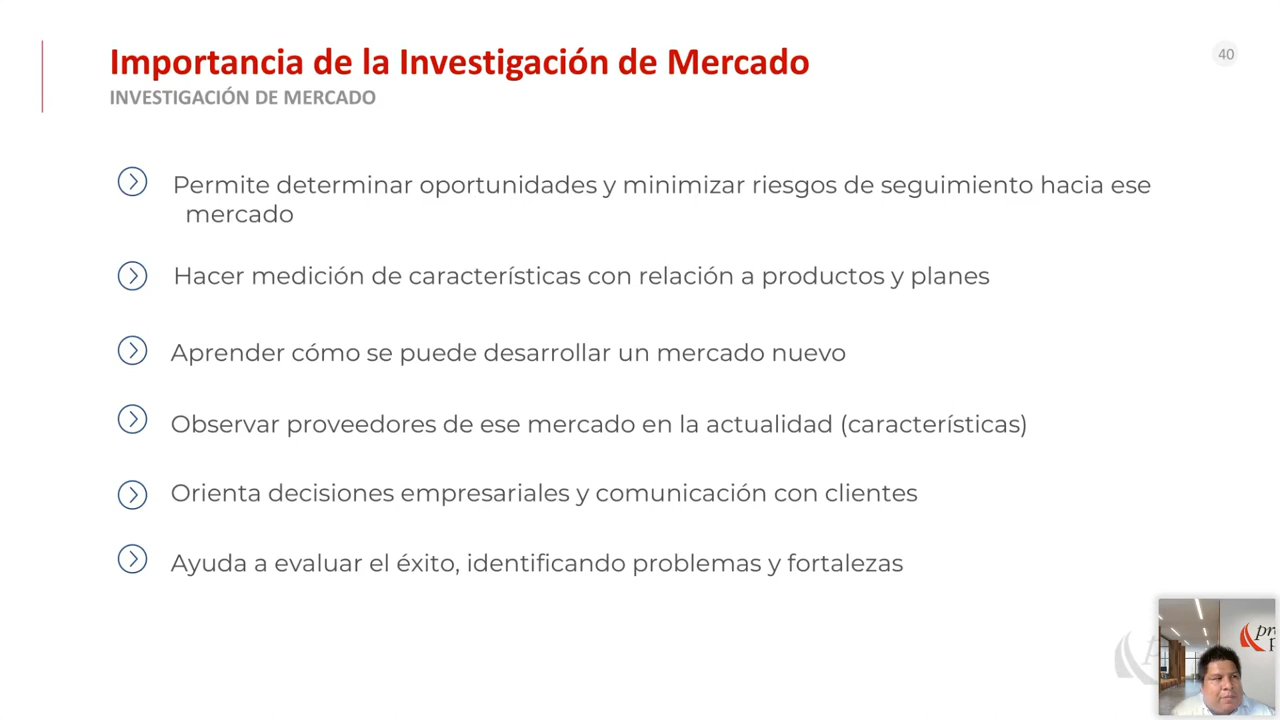 Importancia de la Investigación de Mercado
40
INVESTIGACIÓN DE MERCADO
Permite determinar oportunidades y minimizar riesgos de seguimiento hacia ese
mercado
Hacer medición de características con relación a productos y planes
Aprender cómo se puede desarrollar un mercado nuevo
Observar proveedores de ese mercado en la actualidad (características)
Orienta decisiones empresariales y comunicación con clientes
Ayuda a evaluar el éxito, identificando problemas y fortalezas